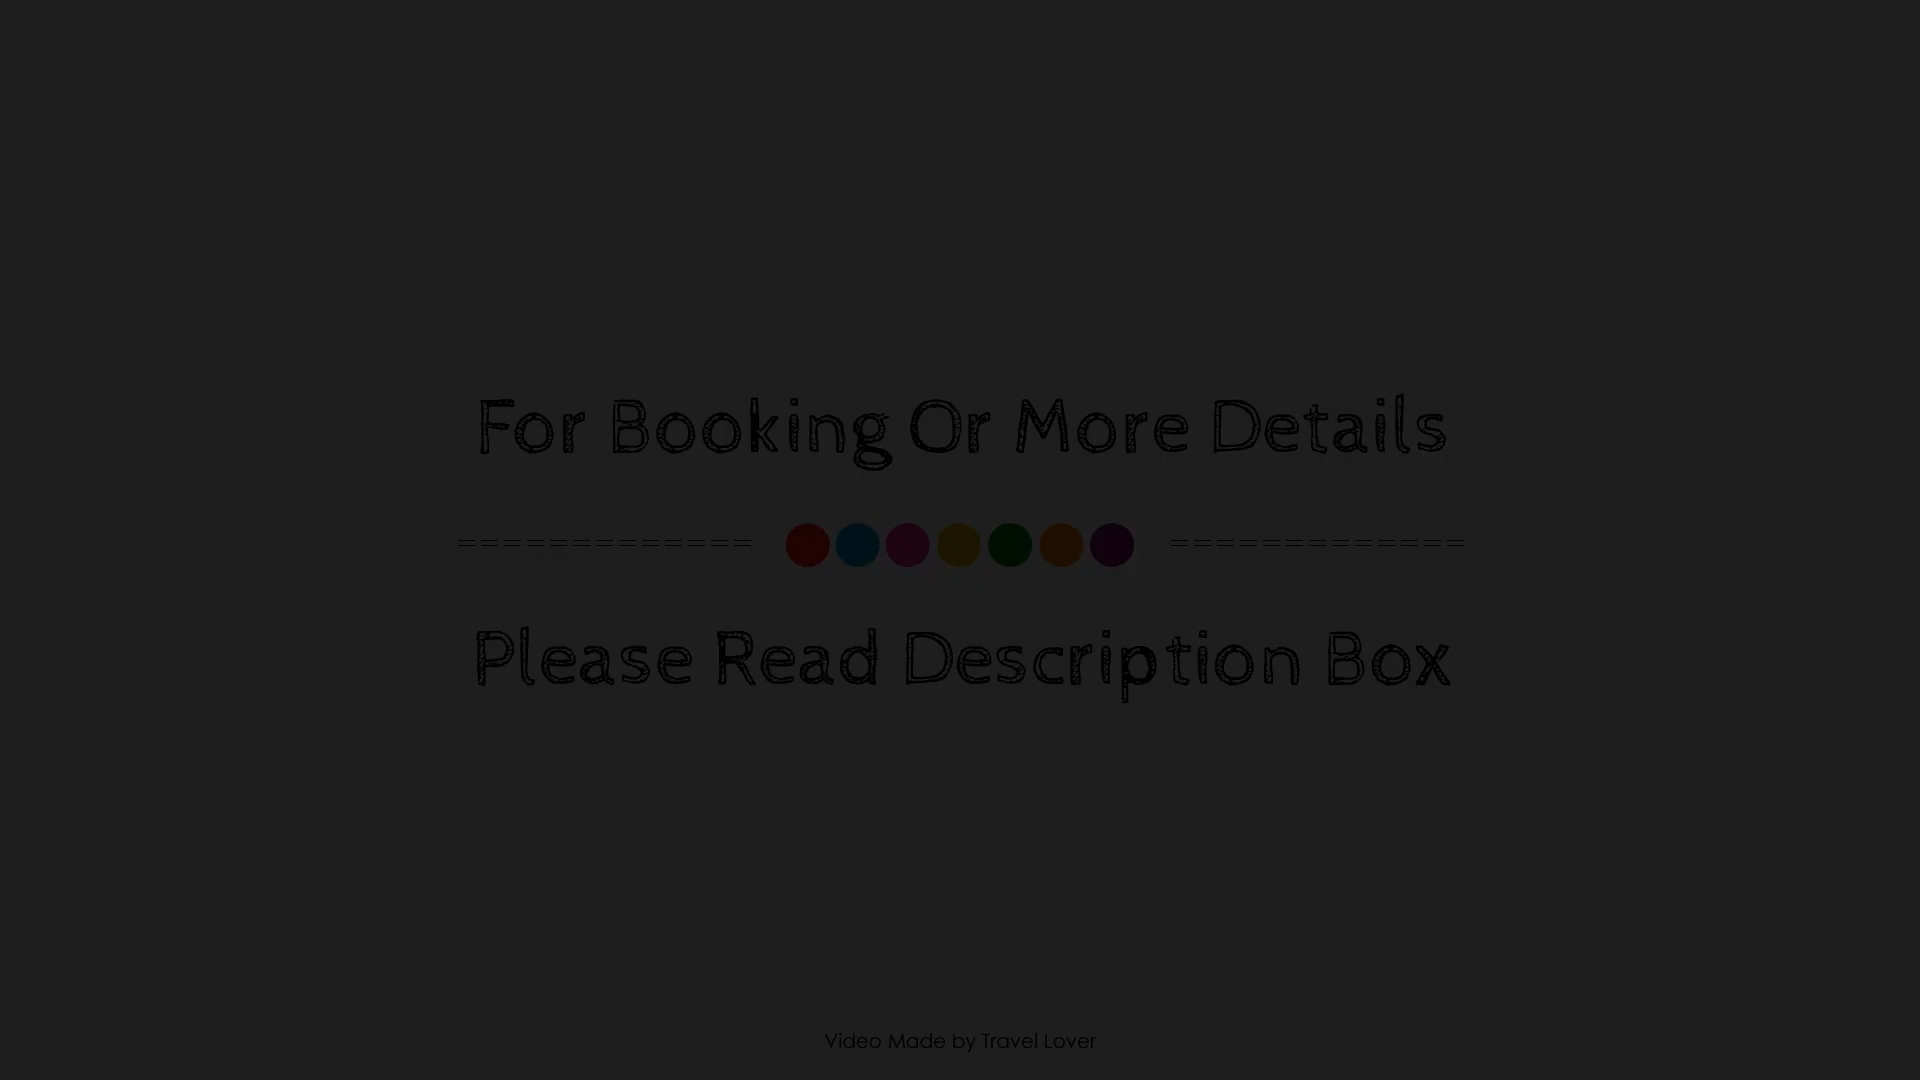 For Booking Or More Details
============= =============
Please Read Description Box
Video Made by Travel Lover